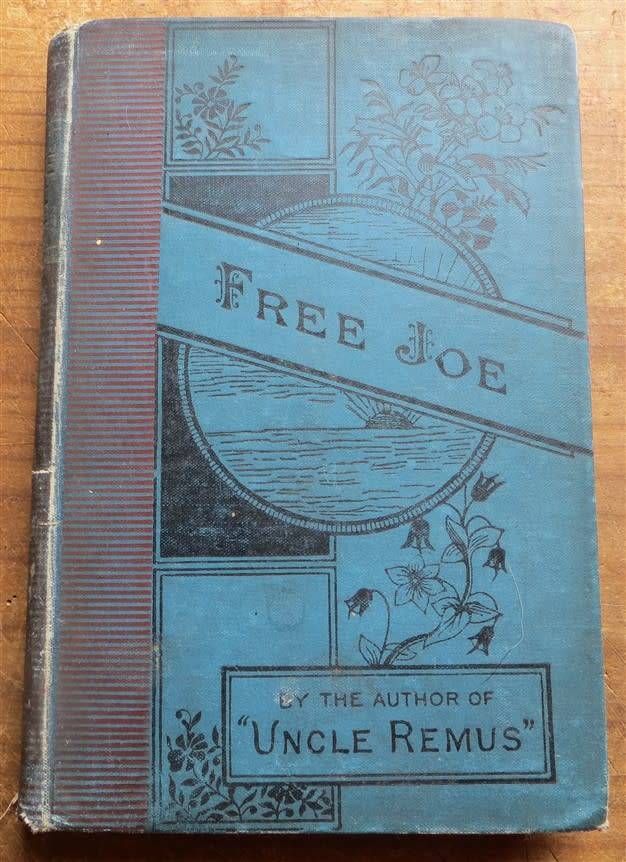 FREE JOE
BY THE AUTHOR OF
"UNCLE REMUS"